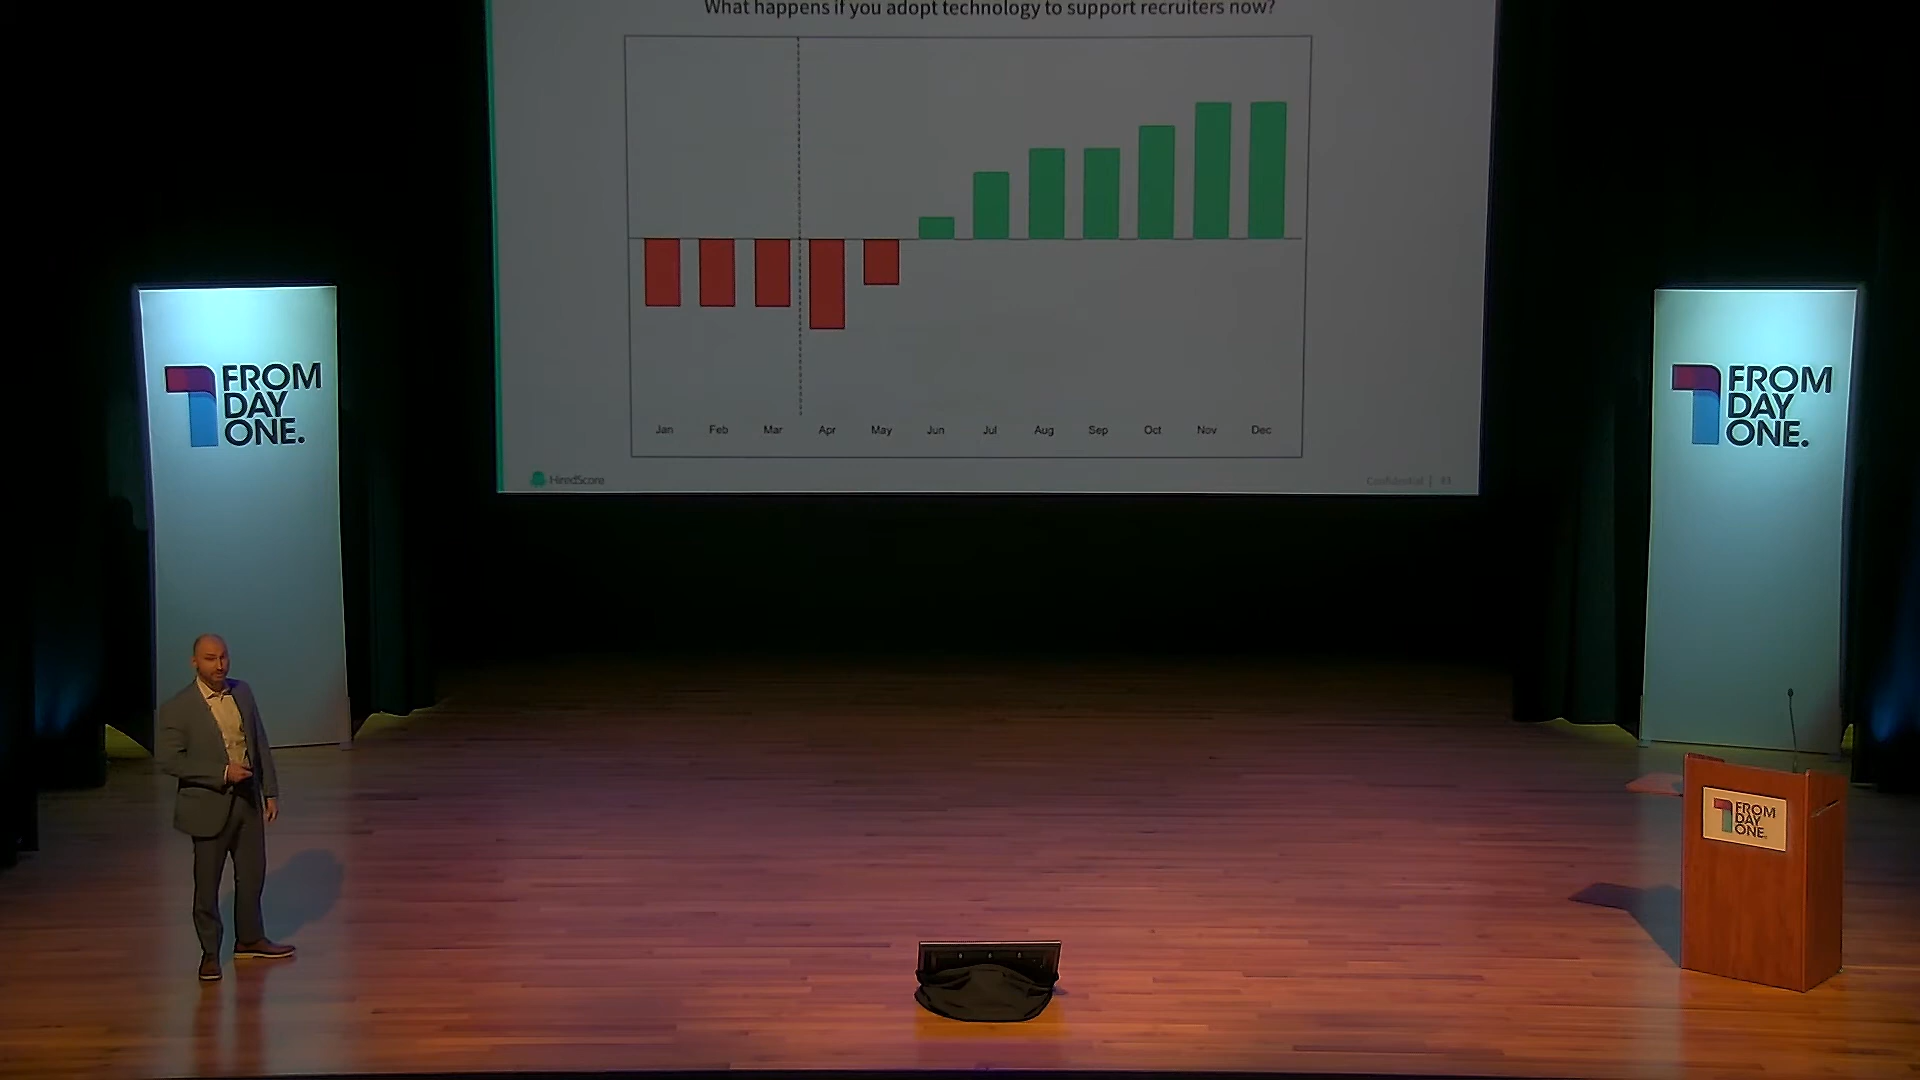 What happens if you adopt technology to support recruiters now?
Jan Feb Mar Apr May Jun Jul Aug Sep Oct Nov Dec
HiredScore
Confidential |
FROM
DAY
ONE.
FROM
DAY
ONE.
FROM
DAY
ONE.